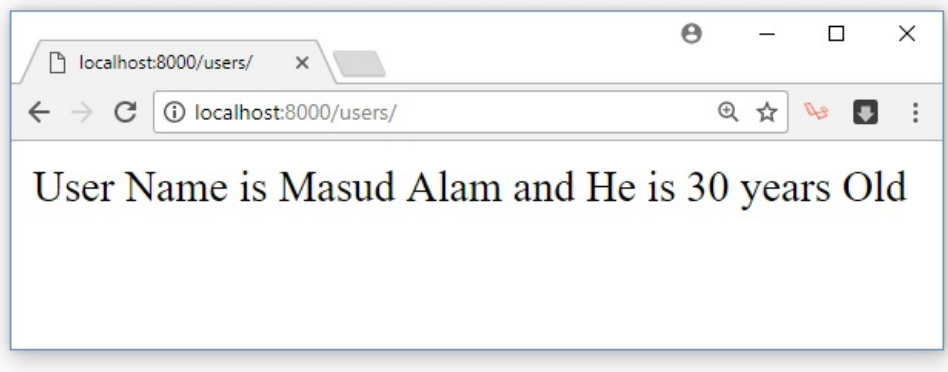 localhost:8000/users/
localhost:8000/users/
User Name is Masud Alam and He is 30 years Old